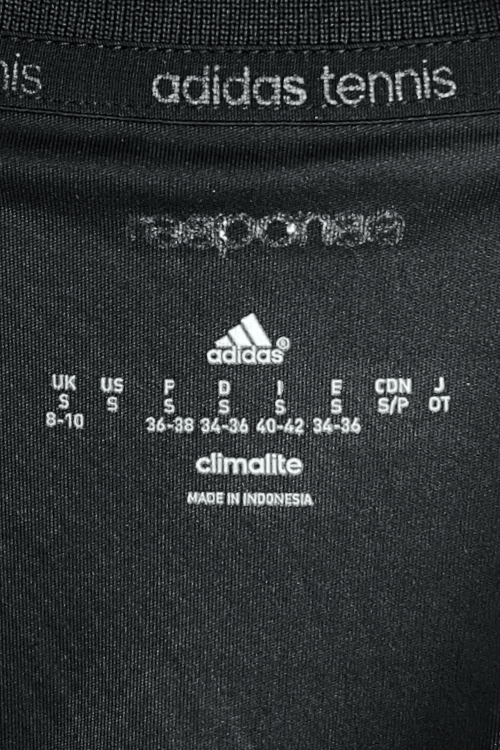 nis adidas tennis
response
adidas®
UK US P D I E CDN J
S S S S S S S/P OT
8-10 36-38 34-36 40-42 34-36
climalite
MADE IN INDONESIA